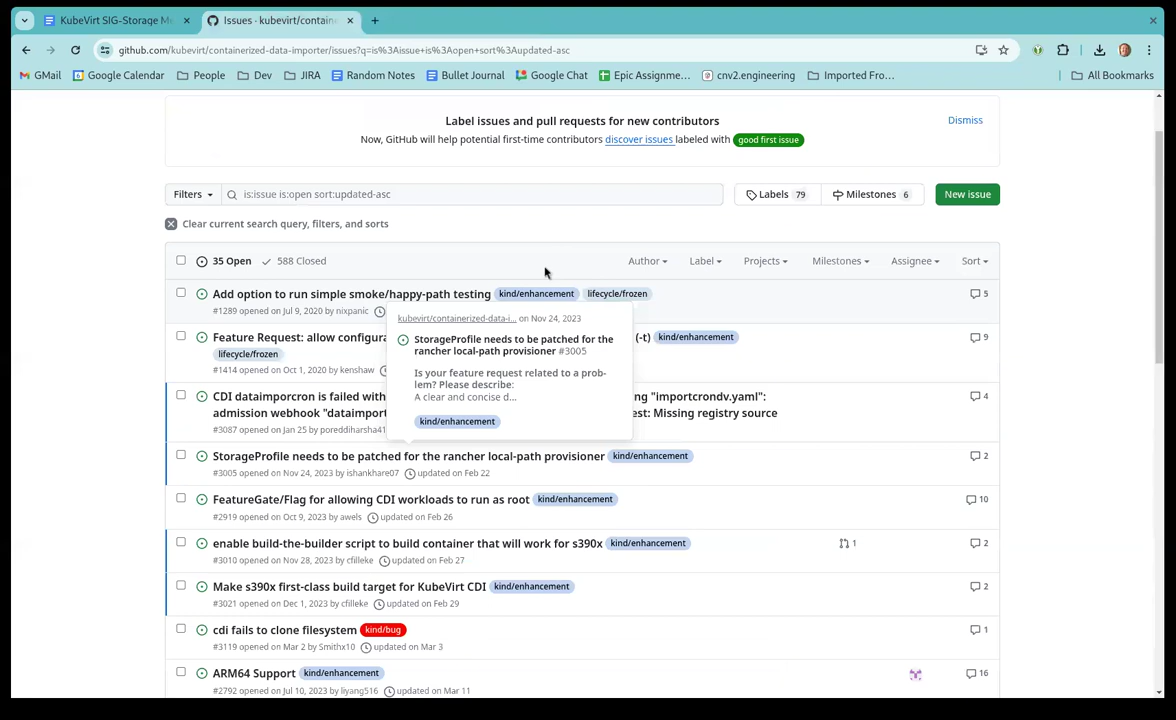 KubeVirt SIG-Storage M
Issues · kubevirt/contain
github.com/kubevirt/containerized-data-importer/issues?q=is%3Aissue+is%3Aopen+sort%3Aupdated-asc
GMail
Google Calendar
People
Dev
JIRA
Random Notes
Bullet Journal
Google Chat
Epic Assignme...
cnv2.engineering
Imported Fro...
All Bookmarks
Label issues and pull requests for new contributors
Dismiss
Now, GitHub will help potential first-time contributors discover issues labeled with good first issue
Filters
is:issue is:open sort:updated-asc
Labels 79
Milestones 6
New issue
Clear current search query, filters, and sorts
35 Open
588 Closed
Author
Label
Projects
Milestones
Assignee
Sort
Add option to run simple smoke/happy-path testing kind/enhancement lifecycle/frozen
5
#1289 opened on Jul 9, 2020 by nixpanic
kubevirt/containerized-data-i... on Nov 24, 2023
StorageProfile needs to be patched for the
rancher local-path provisioner #3005
Is your feature request related to a prob-
lem? Please describe:
A clear and concise d...
kind/enhancement
Feature Request: allow configura
(-t) kind/enhancement
9
lifecycle/frozen
#1414 opened on Oct 1, 2020 by kenshaw
CDI dataimporcron is failed with
ng "importcrondv.yaml":
4
admission webhook "dataimport
est: Missing registry source
#3087 opened on Jan 25 by poreddiharsha41
StorageProfile needs to be patched for the rancher local-path provisioner kind/enhancement
2
#3005 opened on Nov 24, 2023 by ishankhare07 updated on Feb 22
FeatureGate/Flag for allowing CDI workloads to run as root kind/enhancement
10
#2919 opened on Oct 9, 2023 by awels updated on Feb 26
enable build-the-builder script to build container that will work for s390x kind/enhancement
1
2
#3010 opened on Nov 28, 2023 by cfilleke updated on Feb 27
Make s390x first-class build target for KubeVirt CDI kind/enhancement
2
#3021 opened on Dec 1, 2023 by cfilleke updated on Feb 29
cdi fails to clone filesystem kind/bug
1
#3119 opened on Mar 2 by Smithx10 updated on Mar 3
ARM64 Support kind/enhancement
16
#2792 opened on Jul 10, 2023 by liyang516 updated on Mar 11